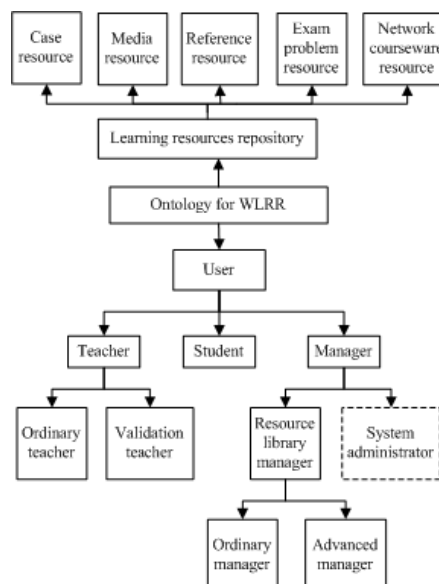 Case
resource
Media
resource
Reference
resource
Exam
problem
resource
Network
courseware
resource
Learning resources repository
Ontology for WLRR
User
Teacher
Student
Manager
Ordinary
teacher
Validation
teacher
Resource
library
manager
System
administrator
Ordinary
manager
Advanced
manager